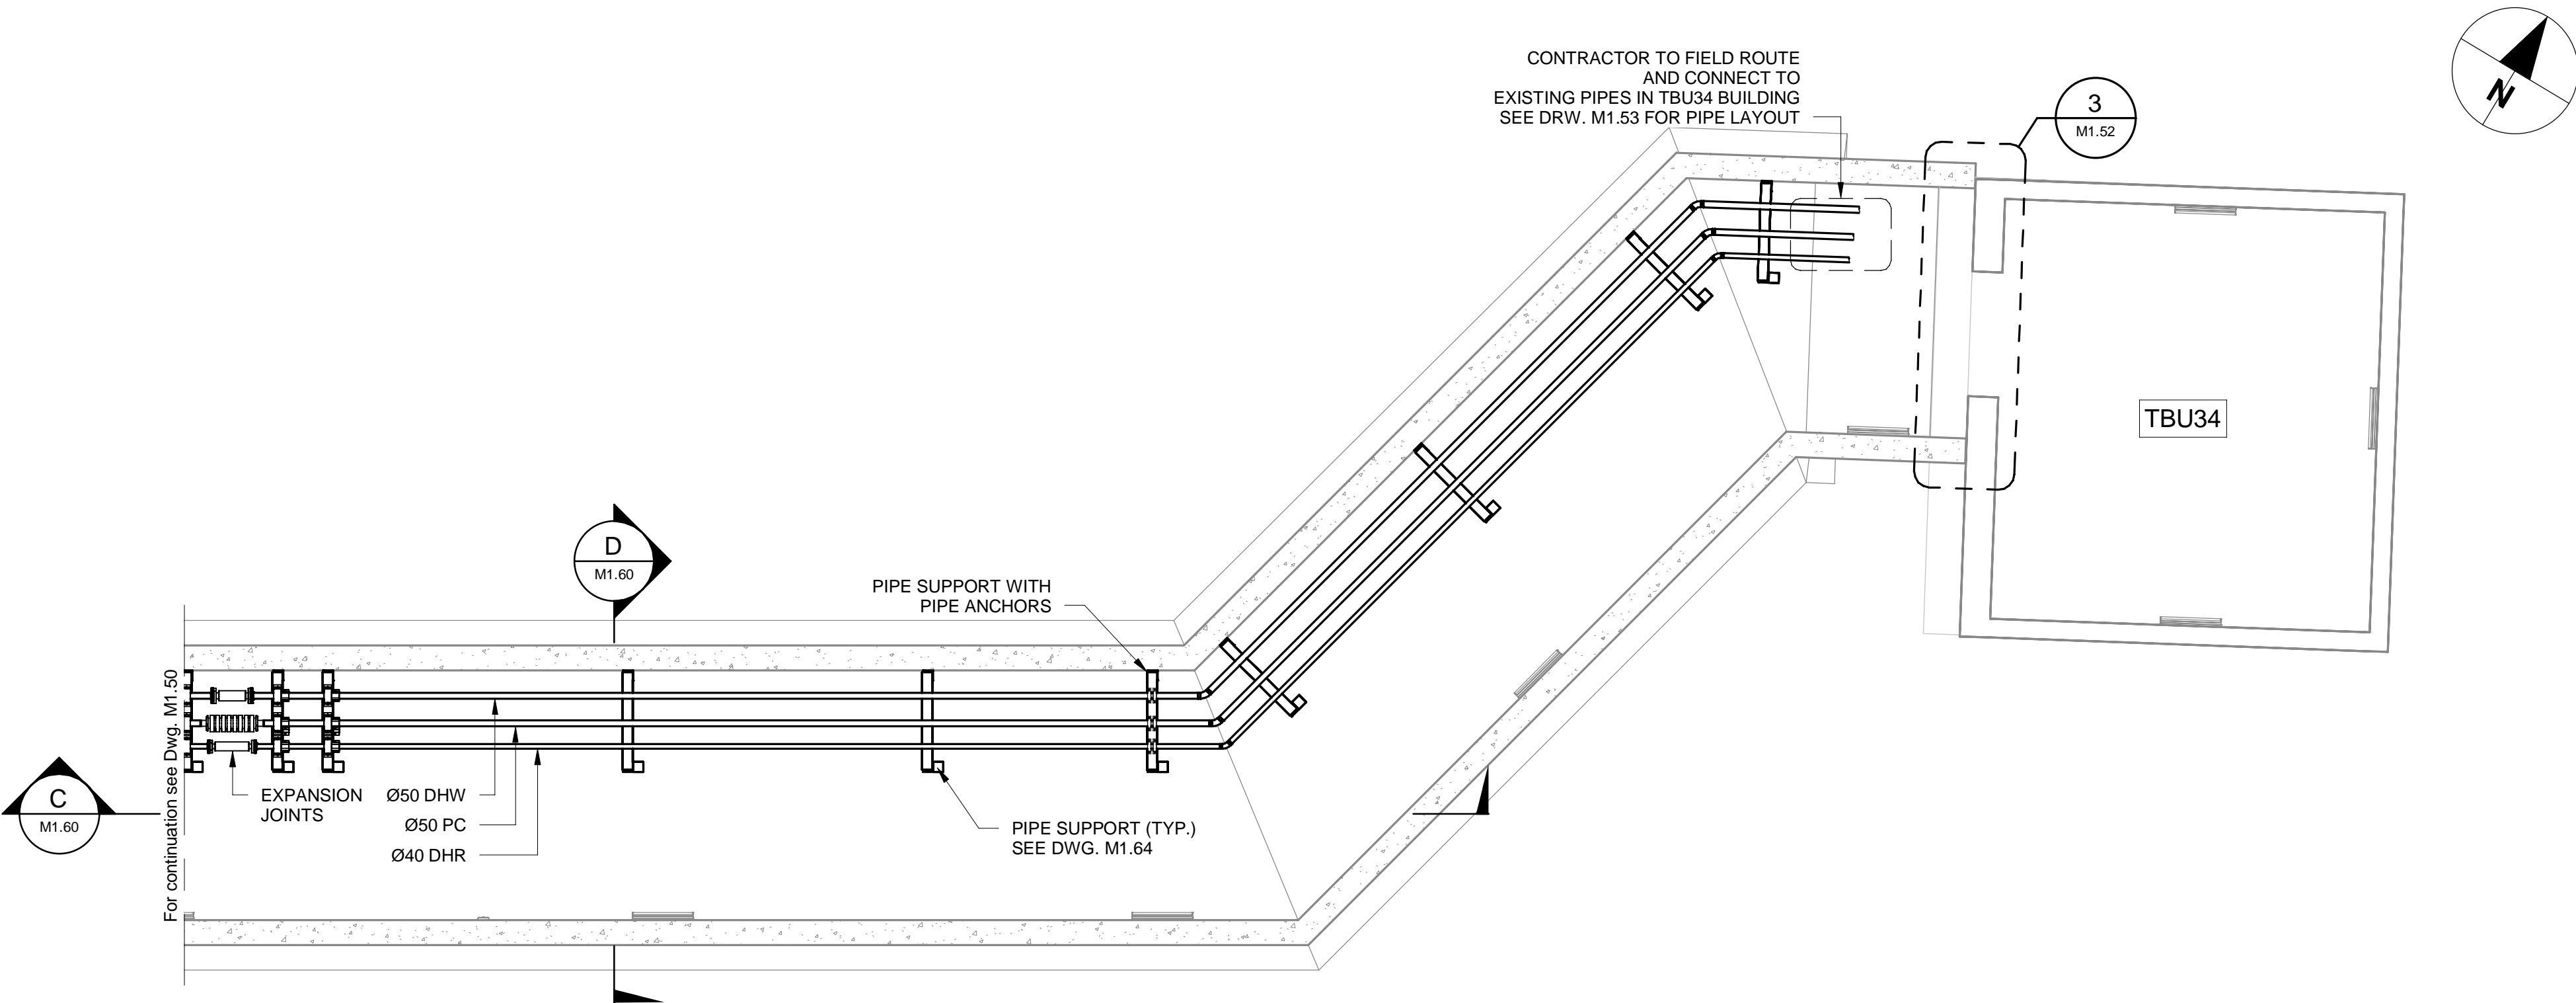 CONTRACTOR TO FIELD ROUTE
AND CONNECT TO
EXISTING PIPES IN TBU34 BUILDING
SEE DRW. M1.53 FOR PIPE LAYOUT
3
M1.52
N
TBU34
D
M1.60
PIPE SUPPORT WITH
PIPE ANCHORS
For continuation see Dwg. M1.50
C
M1.60
EXPANSION
JOINTS
Ø50 DHW
Ø50 PC
Ø40 DHR
PIPE SUPPORT (TYP.)
SEE DWG. M1.64